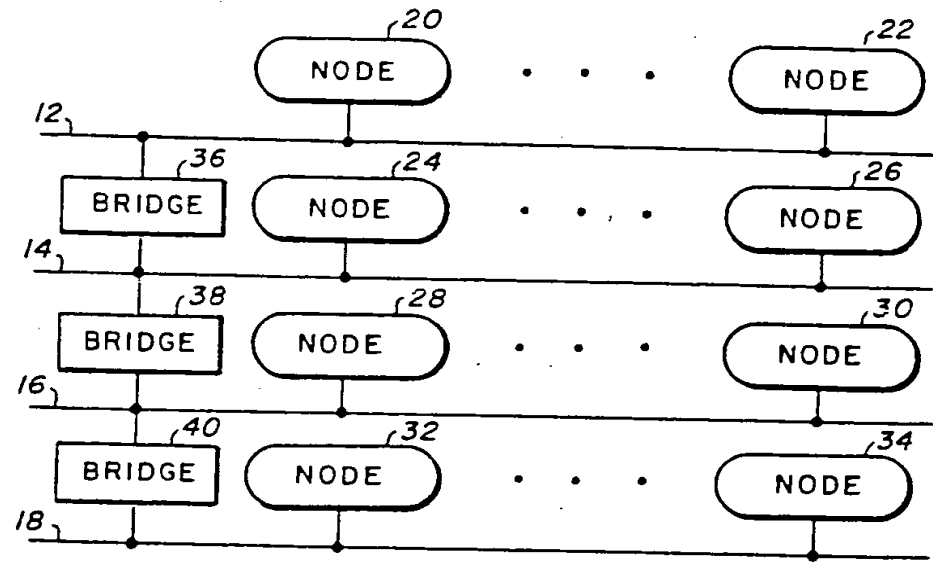 20 22
NODE NODE
12
36 24 26
BRIDGE NODE NODE
14
38 28 30
BRIDGE NODE NODE
16
40 32 34
BRIDGE NODE NODE
18